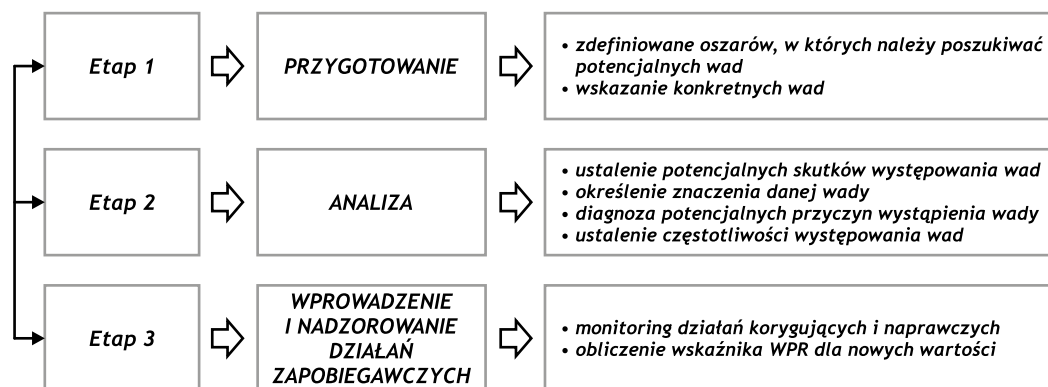 Etap 1
PRZYGOTOWANIE
• zdefiniowane oszarów, w których należy poszukiwać
potencjalnych wad
• wskazanie konkretnych wad
Etap 2
ANALIZA
• ustalenie potencjalnych skutków występowania wad
• określenie znaczenia danej wady
• diagnoza potencjalnych przyczyn wystąpienia wady
• ustalenie częstotliwości występowania wad
Etap 3
WPROWADZENIE
I NADZOROWANIE
DZIAŁAŃ
ZAPOBIEGAWCZYCH
• monitoring działań korygujących i naprawczych
• obliczenie wskaźnika WPR dla nowych wartości